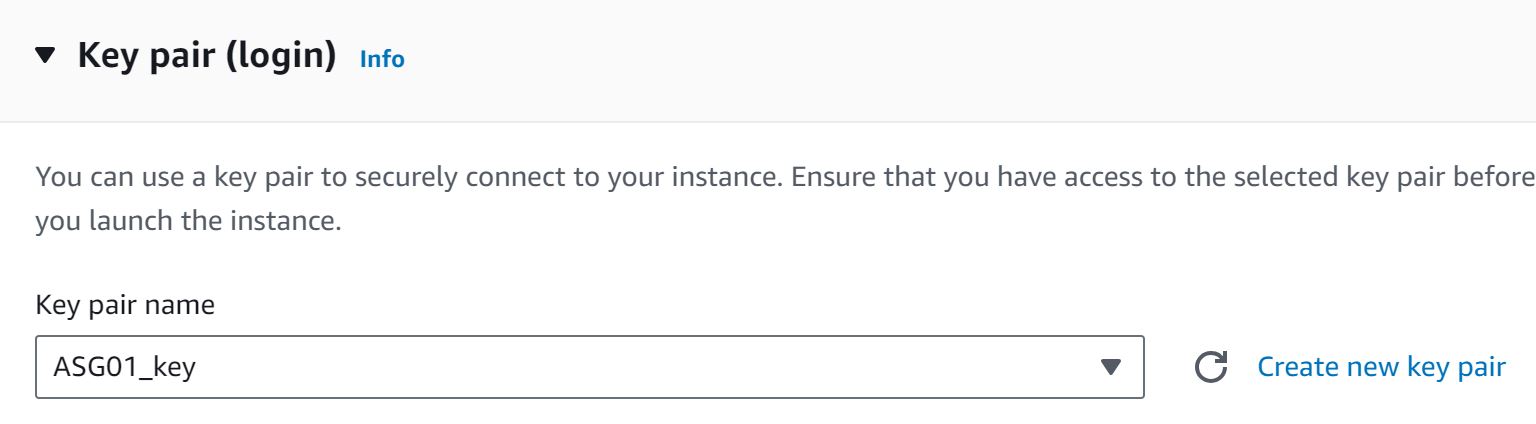 Key pair (login) Info
You can use a key pair to securely connect to your instance. Ensure that you have access to the selected key pair before
you launch the instance.
Key pair name
ASG01_key
Create new key pair